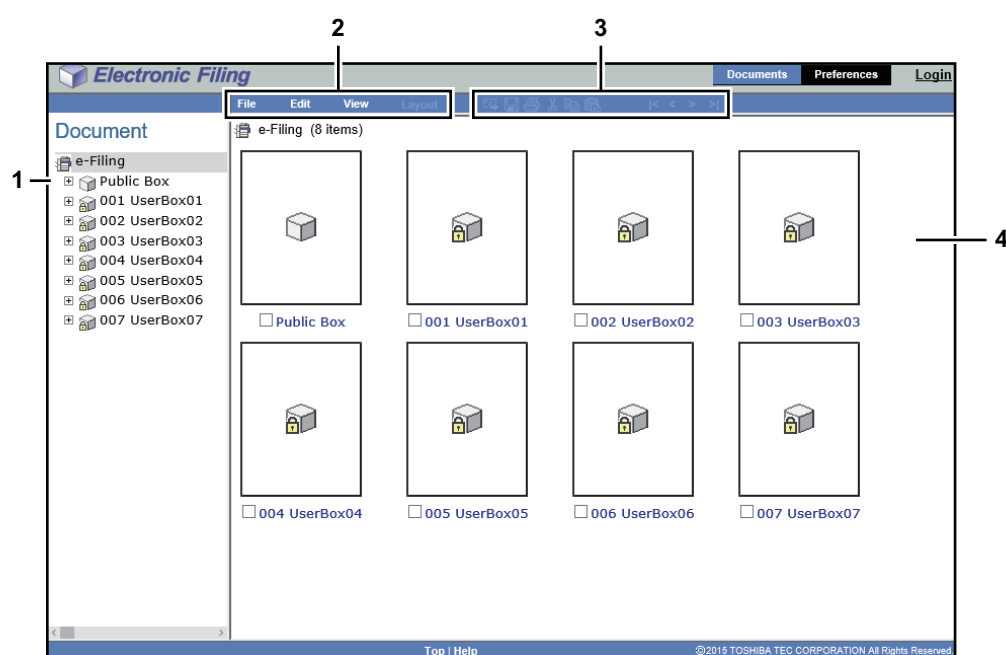 2 3
Electronic Filing
Documents Preferences Login
File Edit View Layout |< < > >|
Document
e-Filing (8 items)
e-Filing
1
Public Box
001 UserBox01
002 UserBox02
003 UserBox03
004 UserBox04
005 UserBox05
006 UserBox06
007 UserBox07
4
Public Box 001 UserBox01 002 UserBox02 003 UserBox03
004 UserBox04 005 UserBox05 006 UserBox06 007 UserBox07
Top | Help ©2015 TOSHIBA TEC CORPORATION All Rights Reserved.